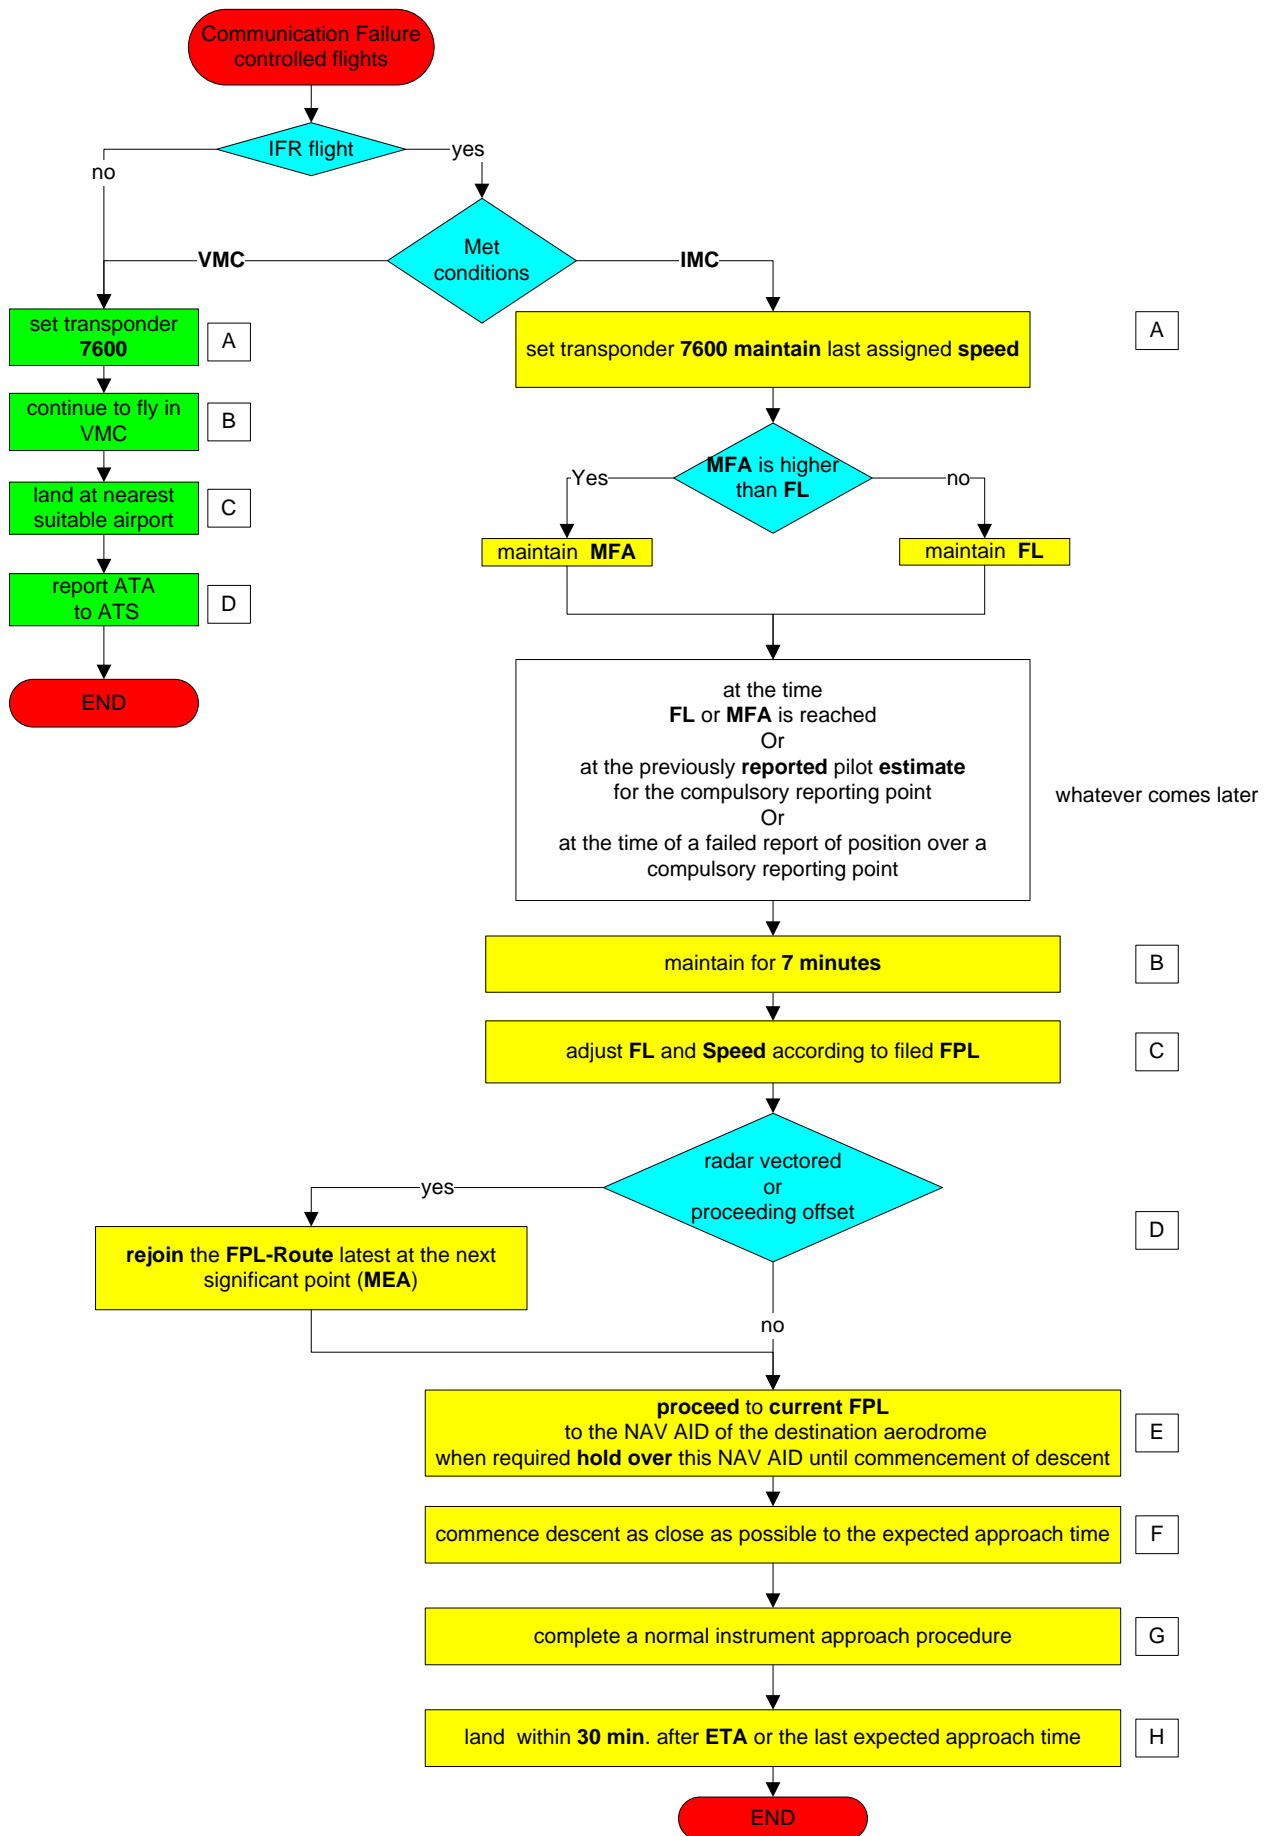 Communication Failure
controlled flights
IFR flight
yes
no
Met
conditions
VMC
IMC
set transponder
7600
A
continue to fly in
VMC
B
land at nearest
suitable airport
C
report ATA
to ATS
D
END
set transponder 7600 maintain last assigned speed
A
MFA is higher
than FL
Yes
no
maintain MFA
maintain FL
at the time
FL or MFA is reached
Or
at the previously reported pilot estimate
for the compulsory reporting point
Or
at the time of a failed report of position over a
compulsory reporting point
whatever comes later
maintain for 7 minutes
B
adjust FL and Speed according to filed FPL
C
radar vectored
or
proceeding offset
yes
D
rejoin the FPL-Route latest at the next
significant point (MEA)
no
proceed to current FPL
to the NAV AID of the destination aerodrome
when required hold over this NAV AID until commencement of descent
E
commence descent as close as possible to the expected approach time
F
complete a normal instrument approach procedure
G
land within 30 min. after ETA or the last expected approach time
H
END